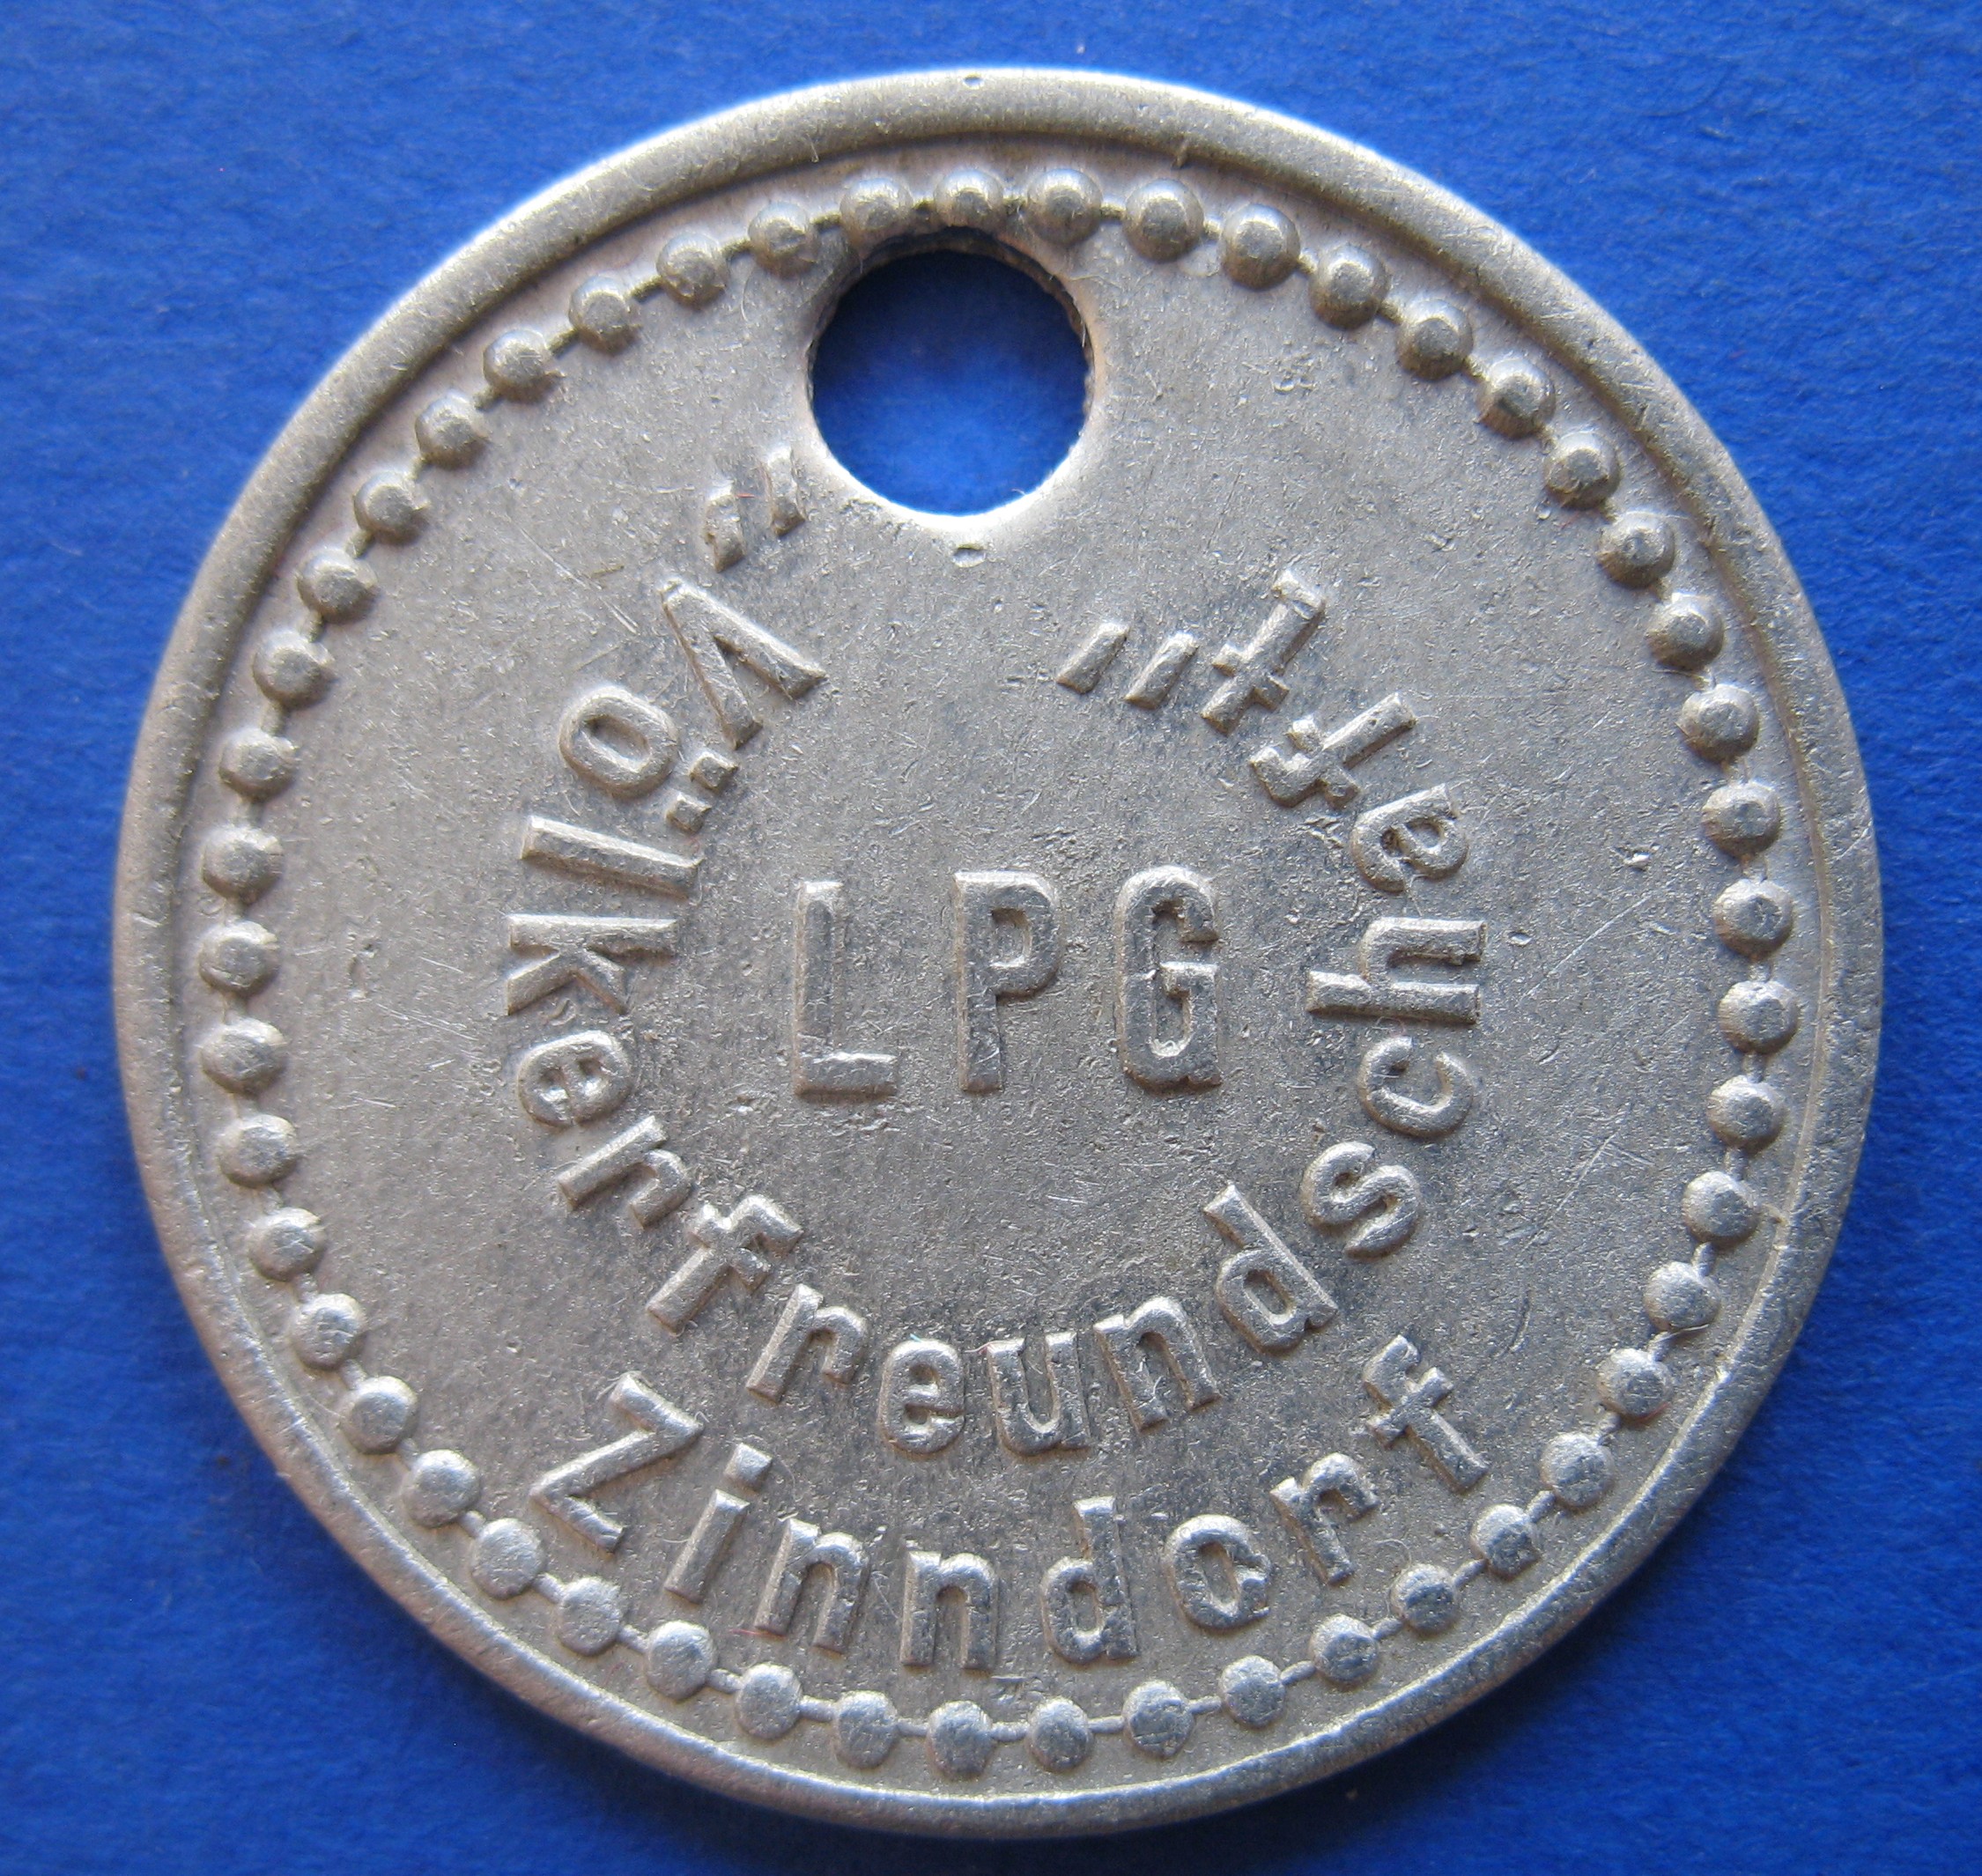 LPG
„Völkerfreundschaft"
Zinndorf